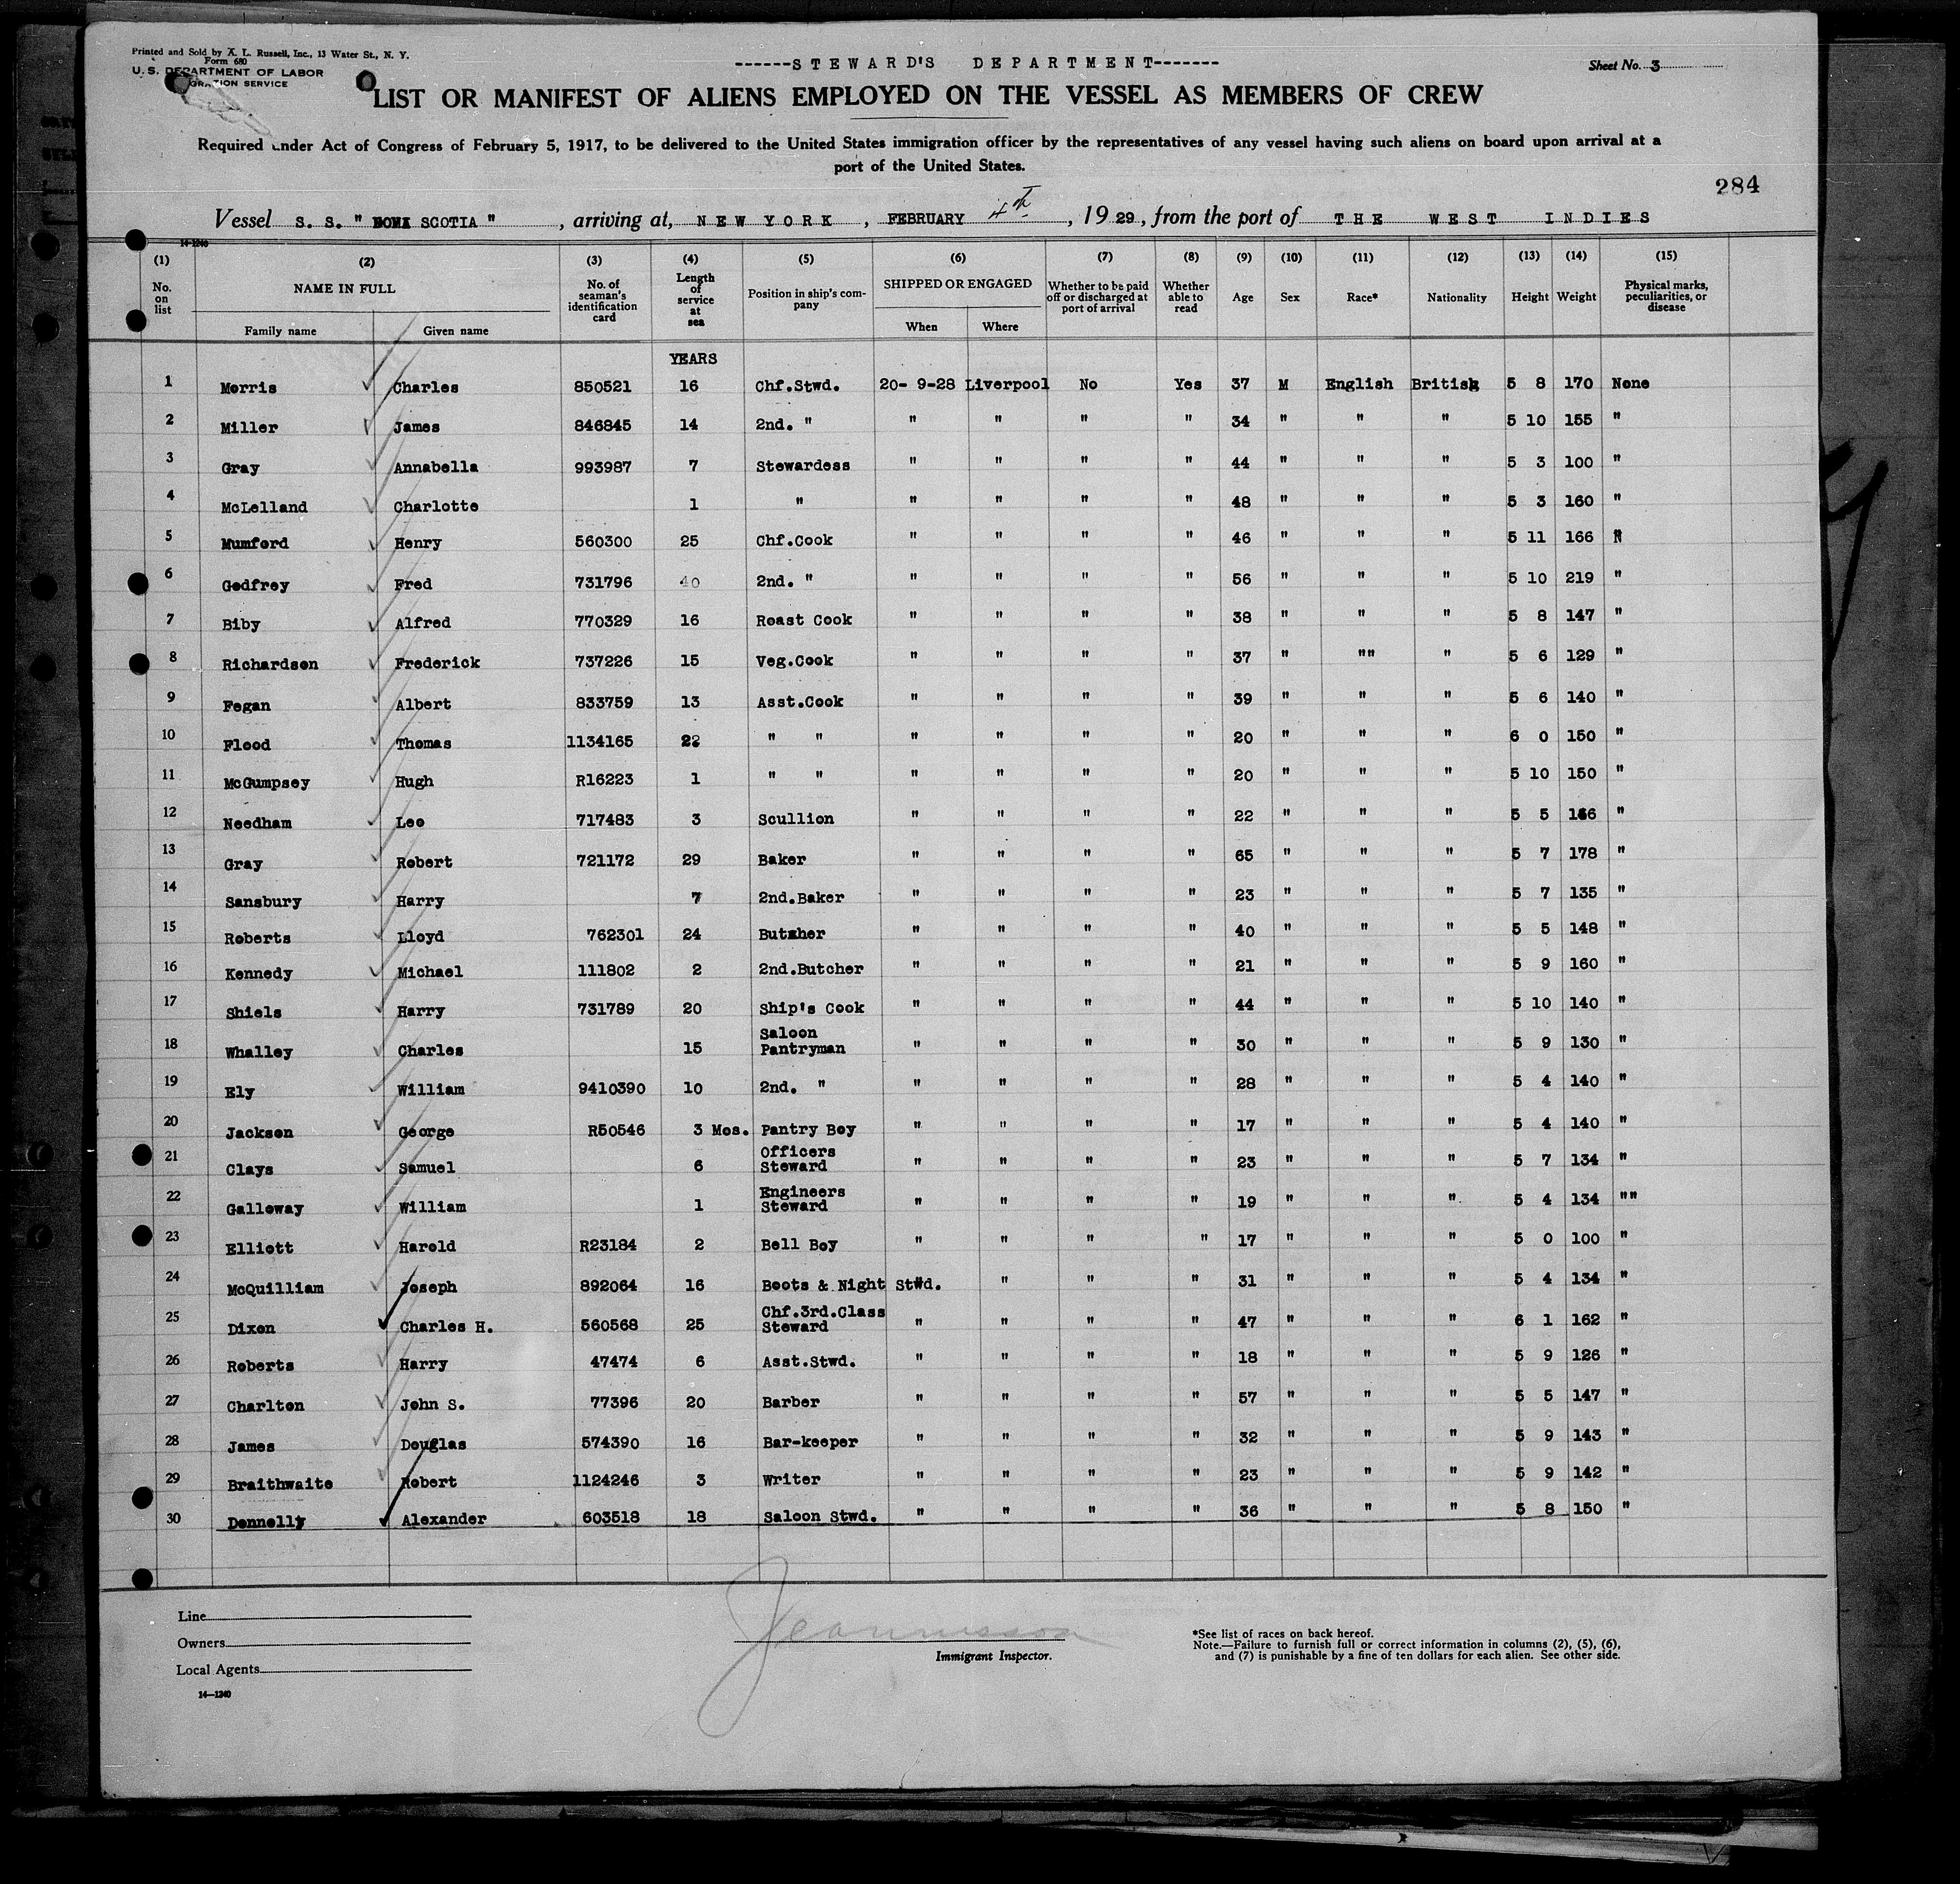 Printed and Sold by A. L. Russell, Inc., 13 Water St., N. Y.
Form 680
U. S. DEPARTMENT OF LABOR
GRATION SERVICE
------STEWARD'S DEPARTMENT-------
Sheet No. 3
LIST OR MANIFEST OF ALIENS EMPLOYED ON THE VESSEL AS MEMBERS OF CREW
Required under Act of Congress of February 5, 1917, to be delivered to the United States immigration officer by the representatives of any vessel having such aliens on board upon arrival at a
port of the United States.
284
Vessel S. S. " SCOTIA ", arriving at, NEW YORK, FEBRUARY 4th, 1929, from the port of THE WEST INDIES
14-1240
(1) (2) (3) (4) (5) (6) (7) (8) (9) (10) (11) (12) (13) (14) (15)
No. on list NAME IN FULL Family name Given name No. of seaman's identification card Length of service at sea Position in ship's company SHIPPED OR ENGAGED When Where Whether to be paid off or discharged at port of arrival Whether able to read Age Sex Race* Nationality Height Weight Physical marks, peculiarities, or disease
YEARS
1 Morris Charles 850521 16 Chf.Stwd. 20- 9-28 Liverpool No Yes 37 M English British 5 8 170 None
2 Miller James 846845 14 2nd. " " " " " 34 " " " 5 10 155 "
3 Gray Annabella 993987 7 Stewardess " " " " 44 " " " 5 3 100 "
4 McLelland Charlotte 1 " " " " " 48 " " " 5 3 160 "
5 Mumford Henry 560300 25 Chf.Cook " " " " 46 " " " 5 11 166 "
6 Godfrey Fred 731796 40 2nd. " " " " " 56 " " " 5 10 219 "
7 Biby Alfred 770329 16 Roast Cook " " " " 38 " " " 5 8 147 "
8 Richardson Frederick 737226 15 Veg.Cook " " " " 37 " "" " 5 6 129 "
9 Fegan Albert 833759 13 Asst.Cook " " " " 39 " " " 5 6 140 "
10 Flood Thomas 1134165 22 " " " " " " 20 " " " 6 0 150 "
11 McGumpsey Hugh R16223 1 " " " " " " 20 " " " 5 10 150 "
12 Needham Leo 717483 3 Scullion " " " " 22 " " " 5 5 "
13 Gray Robert 721172 29 Baker " " " " 65 " " " 5 7 178 "
14 Sansbury Harry 7 2nd.Baker " " " " 23 " " " 5 7 135 "
15 Roberts Lloyd 762301 24 Butcher " " " " 40 " " " 5 5 148 "
16 Kennedy Michael 111802 2 2nd.Butcher " " " " 21 " " " 5 9 160 "
17 Shiels Harry 731789 20 Ship's Cook " " " " 44 " " " 5 10 140 "
18 Whalley Charles 15 Saloon Pantryman " " " " 30 " " " 5 9 130 "
19 Ely William 9410390 10 2nd. " " " " " 28 " " " 5 4 140 "
20 Jackson George R50546 3 Mos. Pantry Boy " " " " 17 " " " 5 4 140 "
21 Clays Samuel 6 Officers Steward " " " " 23 " " " 5 7 134 "
22 Galloway William 1 Engineers Steward " " " " 19 " " " 5 4 134 ""
23 Elliott Harold R23184 2 Bell Boy " " " " 17 " " " 5 0 100 "
24 McQuilliam Joseph 892064 16 Boots & Night Stwd. " " " 31 " " " 5 4 134 "
25 Dixon Charles H. 560568 25 Chf.3rd.Class Steward " " " " 47 " " " 6 1 162 "
26 Roberts Harry 47474 6 Asst.Stwd. " " " " 18 " " " 5 9 126 "
27 Charlton John S. 77396 20 Barber " " " " 57 " " " 5 5 147 "
28 James Douglas 574390 16 Bar-keeper " " " " 32 " " " 5 9 143 "
29 Braithwaite Robert 1124246 3 Writer " " " " 23 " " " 5 9 142 "
30 Donnelly Alexander 603518 18 Saloon Stwd. " " " " 36 " " " 5 8 150 "
Line
Owners
Local Agents
14—1240
Immigrant Inspector.
*See list of races on back hereof.
Note.—Failure to furnish full or correct information in columns (2), (5), (6),
and (7) is punishable by a fine of ten dollars for each alien. See other side.